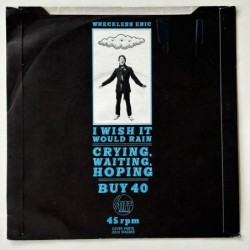 WRECKLESS ERIC
I WISH IT
WOULD RAIN
CRYING,
WAITING,
HOPING
BUY 40
45 rpm